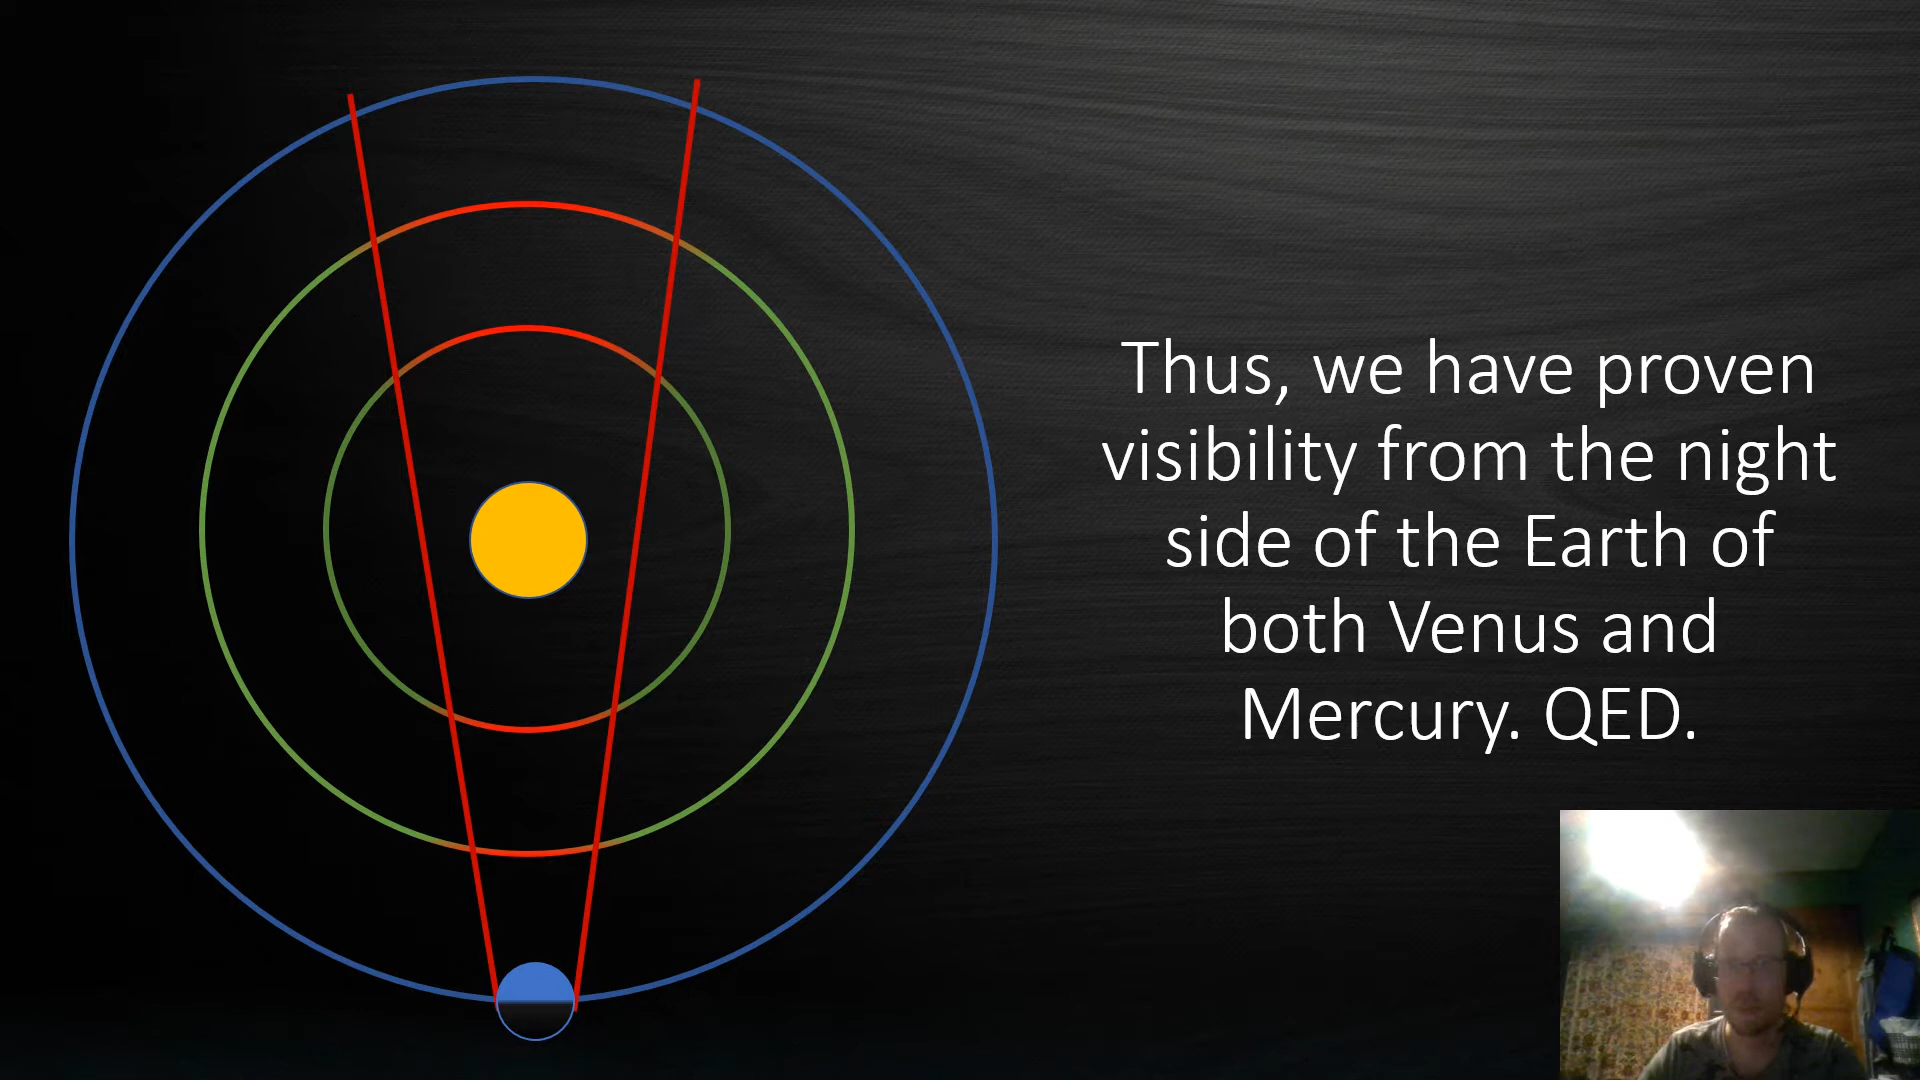 Thus, we have proven
visibility from the night
side of the Earth of
both Venus and
Mercury. QED.